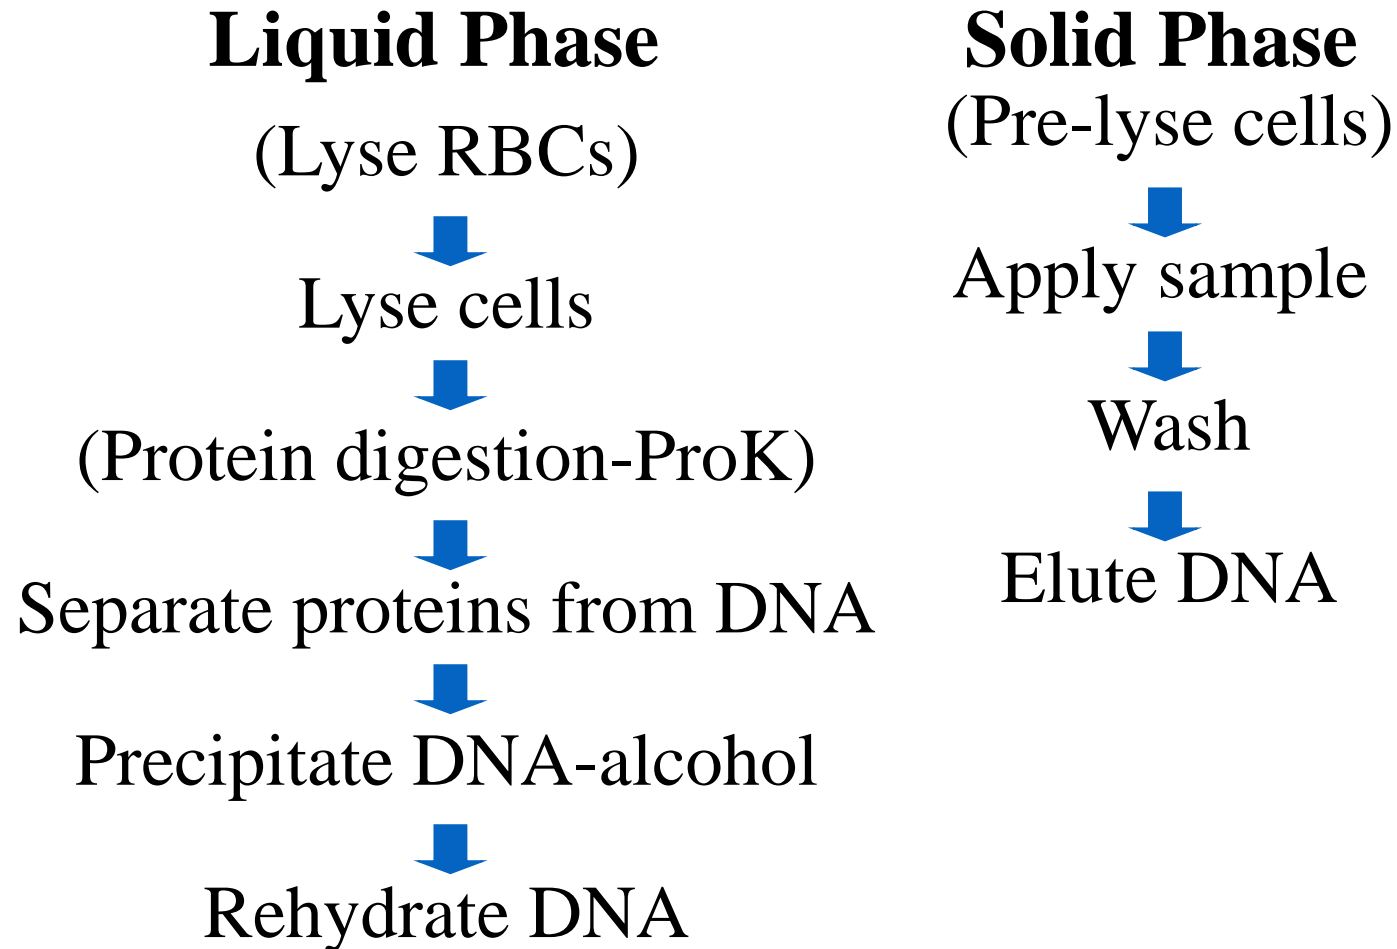 Liquid Phase
(Lyse RBCs)
Lyse cells
(Protein digestion-ProK)
Separate proteins from DNA
Precipitate DNA-alcohol
Rehydrate DNA
Solid Phase
(Pre-lyse cells)
Apply sample
Wash
Elute DNA